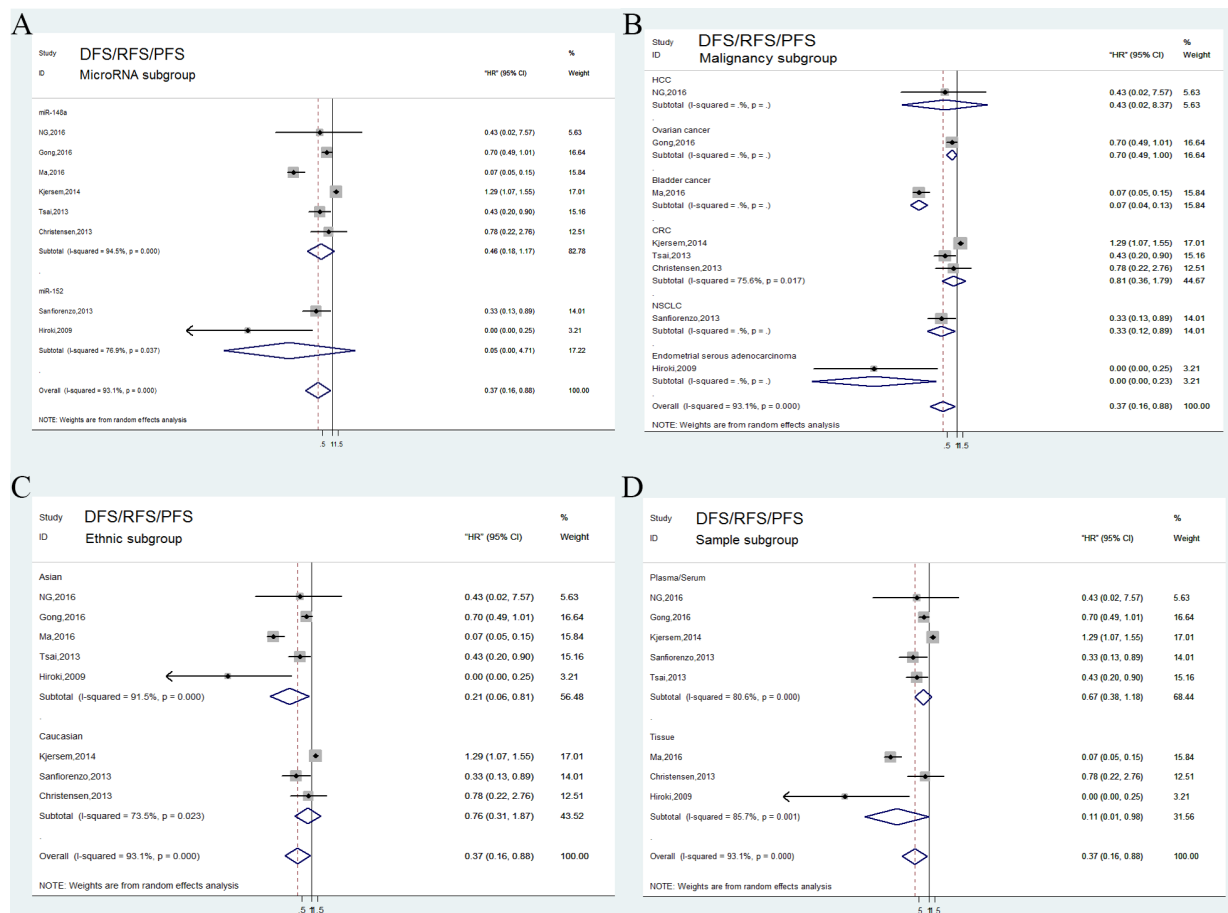 A
Study DFS/RFS/PFS %
ID MicroRNA subgroup "HR" (95% CI) Weight
miR-148a
NG,2016 0.43 (0.02, 7.57) 5.63
Gong,2016 0.70 (0.49, 1.01) 16.64
Ma,2016 0.07 (0.05, 0.15) 15.84
Kjersem,2014 1.29 (1.07, 1.55) 17.01
Tsai,2013 0.43 (0.20, 0.90) 15.16
Christensen,2013 0.78 (0.22, 2.76) 12.51
Subtotal (I-squared = 94.5%, p = 0.000) 0.46 (0.18, 1.17) 82.78
.
miR-152
Sanfiorenzo,2013 0.33 (0.13, 0.89) 14.01
Hiroki,2009 0.00 (0.00, 0.25) 3.21
Subtotal (I-squared = 76.9%, p = 0.037) 0.05 (0.00, 4.71) 17.22
.
Overall (I-squared = 93.1%, p = 0.000) 0.37 (0.16, 0.88) 100.00
NOTE: Weights are from random effects analysis
.5 1 1.5
B
Study DFS/RFS/PFS %
ID Malignancy subgroup "HR" (95% CI) Weight
HCC
NG,2016 0.43 (0.02, 7.57) 5.63
Subtotal (I-squared = .%, p = .) 0.43 (0.02, 8.37) 5.63
.
Ovarian cancer
Gong,2016 0.70 (0.49, 1.01) 16.64
Subtotal (I-squared = .%, p = .) 0.70 (0.49, 1.00) 16.64
.
Bladder cancer
Ma,2016 0.07 (0.05, 0.15) 15.84
Subtotal (I-squared = .%, p = .) 0.07 (0.04, 0.13) 15.84
.
CRC
Kjersem,2014 1.29 (1.07, 1.55) 17.01
Tsai,2013 0.43 (0.20, 0.90) 15.16
Christensen,2013 0.78 (0.22, 2.76) 12.51
Subtotal (I-squared = 75.6%, p = 0.017) 0.81 (0.36, 1.79) 44.67
.
NSCLC
Sanfiorenzo,2013 0.33 (0.13, 0.89) 14.01
Subtotal (I-squared = .%, p = .) 0.33 (0.12, 0.89) 14.01
.
Endometrial serous adenocarcinoma
Hiroki,2009 0.00 (0.00, 0.25) 3.21
Subtotal (I-squared = .%, p = .) 0.00 (0.00, 0.23) 3.21
.
Overall (I-squared = 93.1%, p = 0.000) 0.37 (0.16, 0.88) 100.00
NOTE: Weights are from random effects analysis
.5 1 1.5
C
Study DFS/RFS/PFS %
ID Ethnic subgroup "HR" (95% CI) Weight
Asian
NG,2016 0.43 (0.02, 7.57) 5.63
Gong,2016 0.70 (0.49, 1.01) 16.64
Ma,2016 0.07 (0.05, 0.15) 15.84
Tsai,2013 0.43 (0.20, 0.90) 15.16
Hiroki,2009 0.00 (0.00, 0.25) 3.21
Subtotal (I-squared = 91.5%, p = 0.000) 0.21 (0.06, 0.81) 56.48
.
Caucasian
Kjersem,2014 1.29 (1.07, 1.55) 17.01
Sanfiorenzo,2013 0.33 (0.13, 0.89) 14.01
Christensen,2013 0.78 (0.22, 2.76) 12.51
Subtotal (I-squared = 73.5%, p = 0.023) 0.76 (0.31, 1.87) 43.52
.
Overall (I-squared = 93.1%, p = 0.000) 0.37 (0.16, 0.88) 100.00
NOTE: Weights are from random effects analysis
.5 1 1.5
D
Study DFS/RFS/PFS %
ID Sample subgroup "HR" (95% CI) Weight
Plasma/Serum
NG,2016 0.43 (0.02, 7.57) 5.63
Gong,2016 0.70 (0.49, 1.01) 16.64
Kjersem,2014 1.29 (1.07, 1.55) 17.01
Sanfiorenzo,2013 0.33 (0.13, 0.89) 14.01
Tsai,2013 0.43 (0.20, 0.90) 15.16
Subtotal (I-squared = 80.6%, p = 0.000) 0.67 (0.38, 1.18) 68.44
.
Tissue
Ma,2016 0.07 (0.05, 0.15) 15.84
Christensen,2013 0.78 (0.22, 2.76) 12.51
Hiroki,2009 0.00 (0.00, 0.25) 3.21
Subtotal (I-squared = 85.7%, p = 0.001) 0.11 (0.01, 0.98) 31.56
.
Overall (I-squared = 93.1%, p = 0.000) 0.37 (0.16, 0.88) 100.00
NOTE: Weights are from random effects analysis
.5 1 1.5